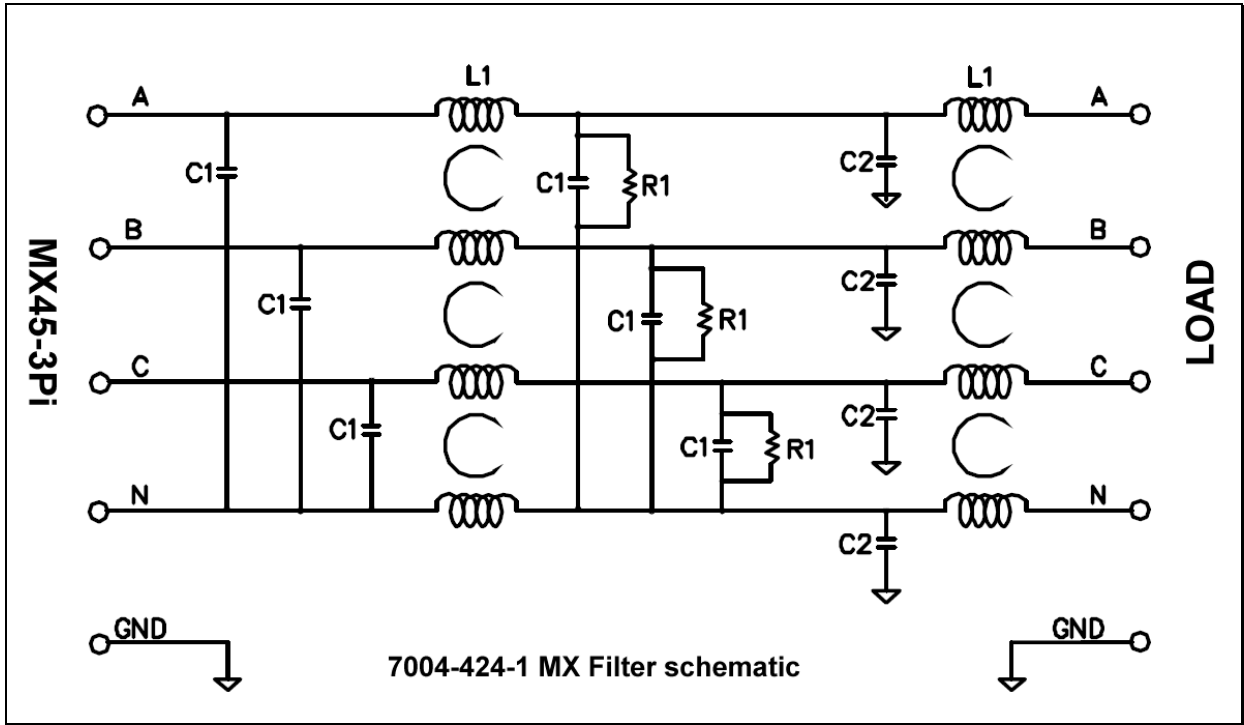 L1
L1
A
A
C1
C1
R1
C2
B
B
C1
C1
R1
C2
C
C
C1
C1
R1
C2
N
N
C2
GND
GND
MX45-3Pi
LOAD
7004-424-1 MX Filter schematic